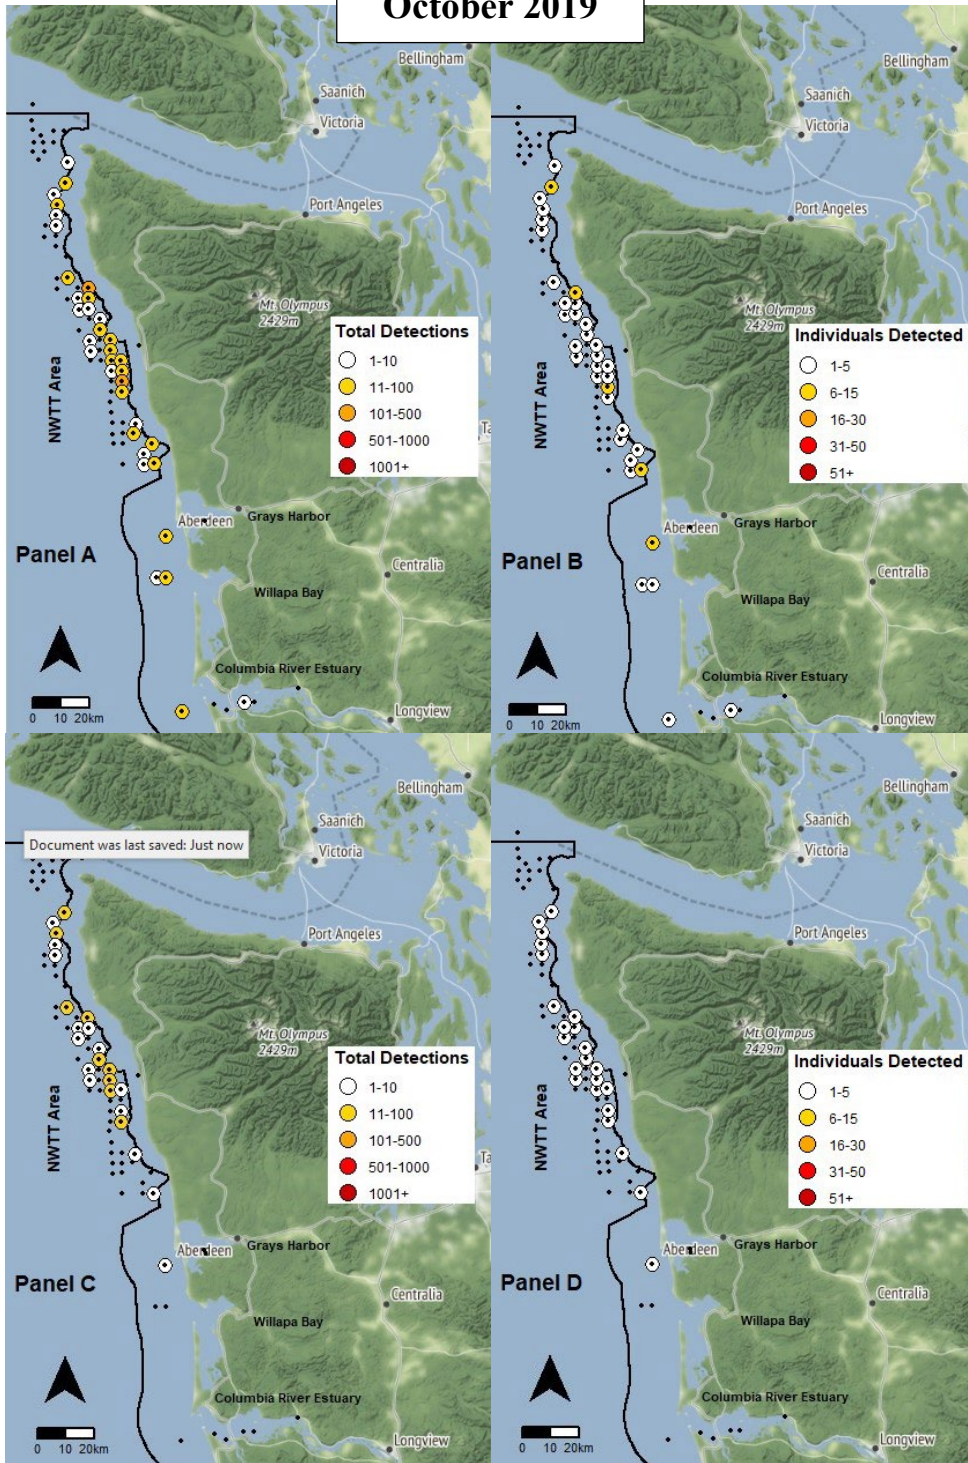 October 2019
Bellingham
Saanich
Victoria
Port Angeles
Mt. Olympus
2429m
Total Detections
1-10
11-100
101-500
501-1000
1001+
NWTT Area
Aberdeen
Grays Harbor
Panel A
Centralia
Willapa Bay
Columbia River Estuary
0 10 20km
Longview
Bellingham
Saanich
Victoria
Port Angeles
Mt. Olympus
2429m
Individuals Detected
1-5
6-15
16-30
31-50
51+
NWTT Area
Aberdeen
Grays Harbor
Panel B
Centralia
Willapa Bay
Columbia River Estuary
0 10 20km
Longview
Bellingham
Saanich
Document was last saved: Just now
Victoria
Port Angeles
Mt. Olympus
2429m
Total Detections
1-10
11-100
101-500
501-1000
1001+
NWTT Area
Aberdeen
Grays Harbor
Panel C
Centralia
Willapa Bay
Columbia River Estuary
0 10 20km
Longview
Bellingham
Saanich
Victoria
Port Angeles
Mt. Olympus
2429m
Individuals Detected
1-5
6-15
16-30
31-50
51+
NWTT Area
Aberdeen
Grays Harbor
Panel D
Centralia
Willapa Bay
Columbia River Estuary
0 10 20km
Longview